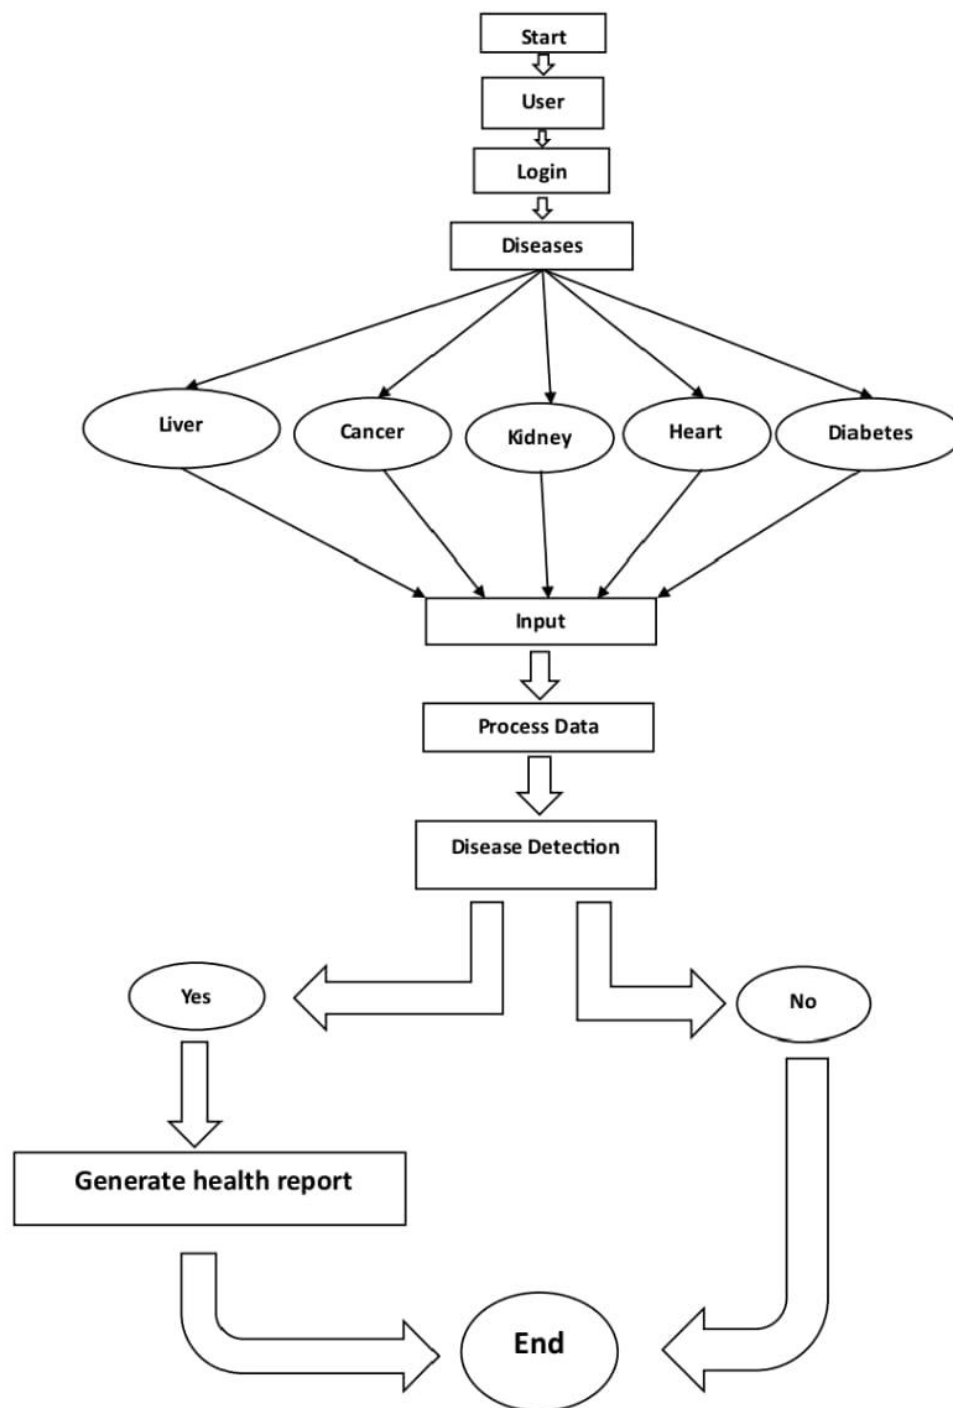 Start
User
Login
Diseases
Liver
Cancer
Kidney
Heart
Diabetes
Input
Process Data
Disease Detection
Yes
No
Generate health report
End